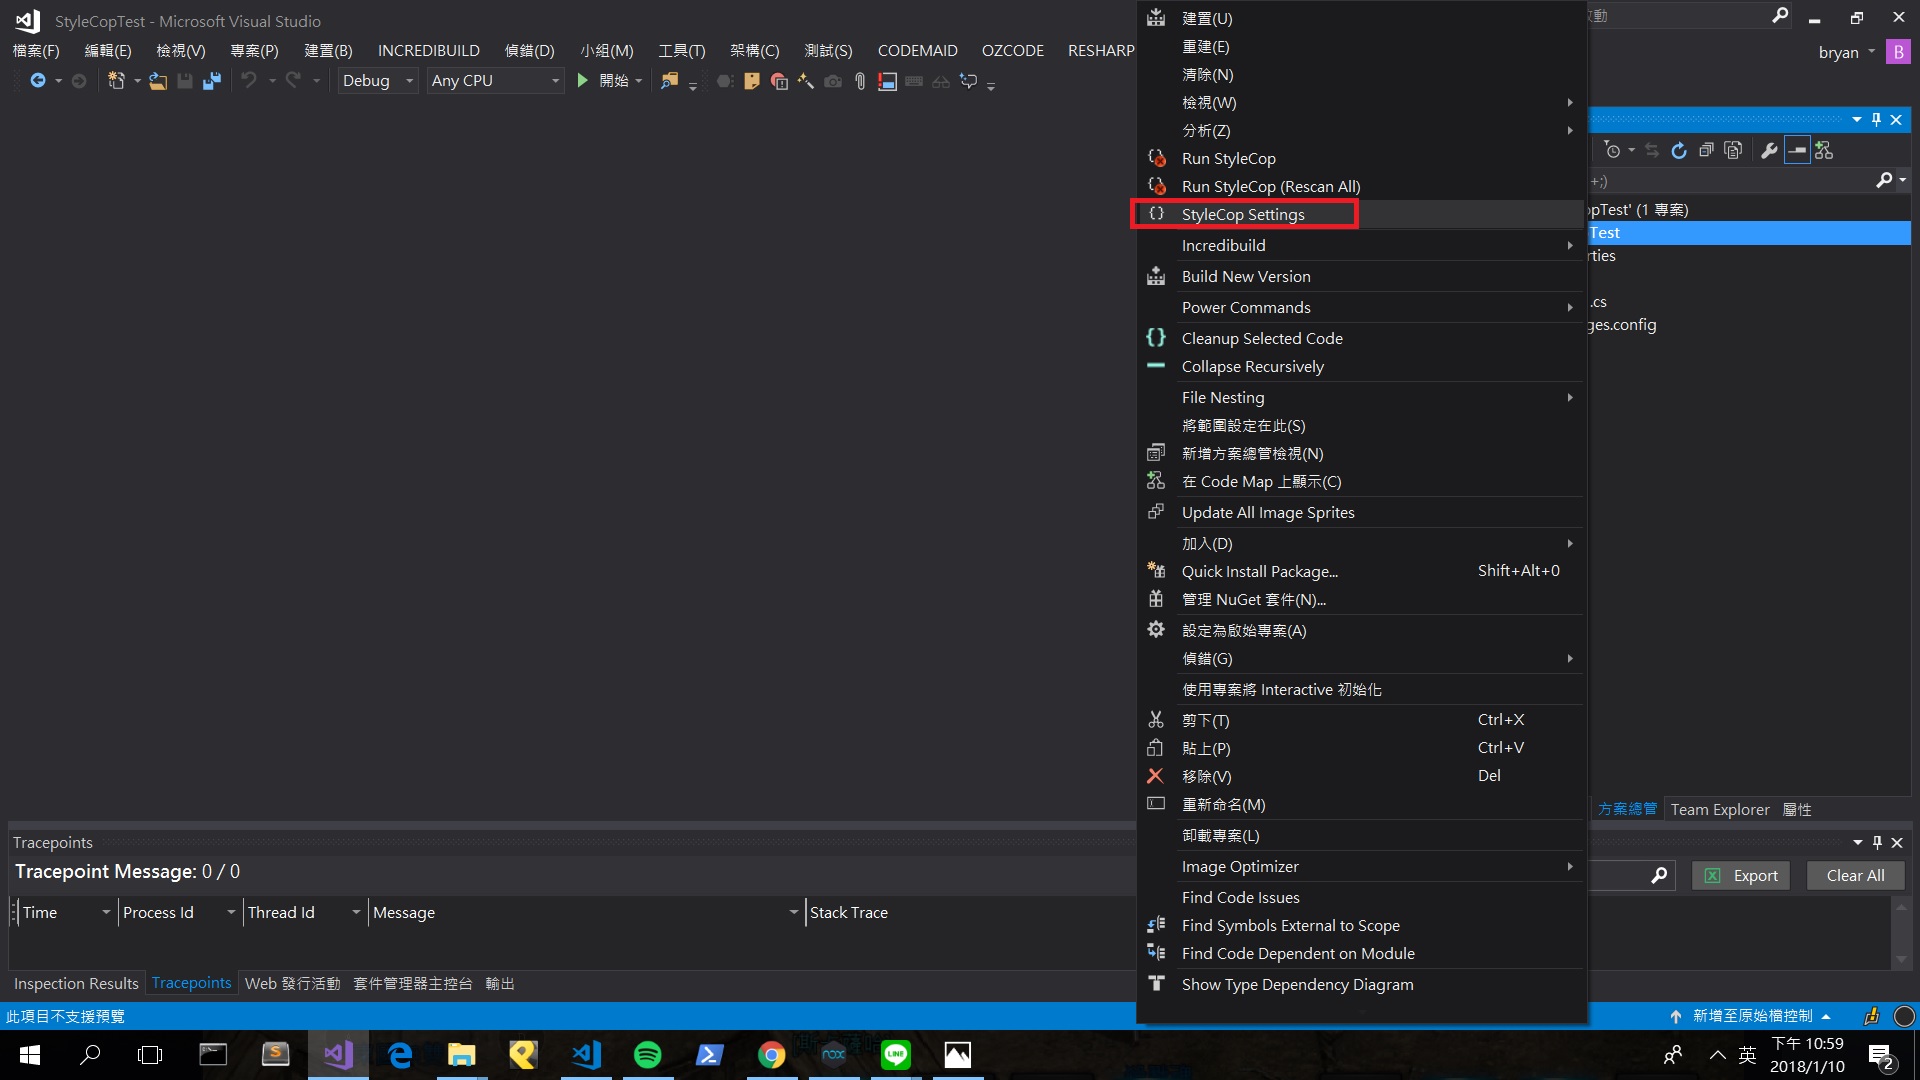 StyleCopTest - Microsoft Visual Studio
檔案(F) 編輯(E) 檢視(V) 專案(P) 建置(B) INCREDIBUILD 偵錯(D) 小組(M) 工具(T) 架構(C) 測試(S) CODEMAID OZCODE RESHARP
動
bryan B
Debug Any CPU 開始
建置(U)
重建(E)
清除(N)
檢視(W)
分析(Z)
Run StyleCop
Run StyleCop (Rescan All)
StyleCop Settings
Incredibuild
Build New Version
Power Commands
Cleanup Selected Code
Collapse Recursively
File Nesting
將範圍設定在此(S)
新增方案總管檢視(N)
在 Code Map 上顯示(C)
Update All Image Sprites
加入(D)
Quick Install Package... Shift+Alt+0
管理 NuGet 套件(N)...
設定為啟始專案(A)
偵錯(G)
使用專案將 Interactive 初始化
剪下(T) Ctrl+X
貼上(P) Ctrl+V
移除(V) Del
重新命名(M)
卸載專案(L)
Image Optimizer
Find Code Issues
Find Symbols External to Scope
Find Code Dependent on Module
Show Type Dependency Diagram
+;)
opTest' (1 專案)
Test
rties
.cs
ges.config
方案總管 Team Explorer 屬性
Tracepoints
Tracepoint Message: 0 / 0
Export Clear All
Time Process Id Thread Id Message Stack Trace
Inspection Results Tracepoints Web 發行活動 套件管理器主控台 輸出
此項目不支援預覽
新增至原始檔控制
英
下午 10:59
2018/1/10
2
nox
LINE